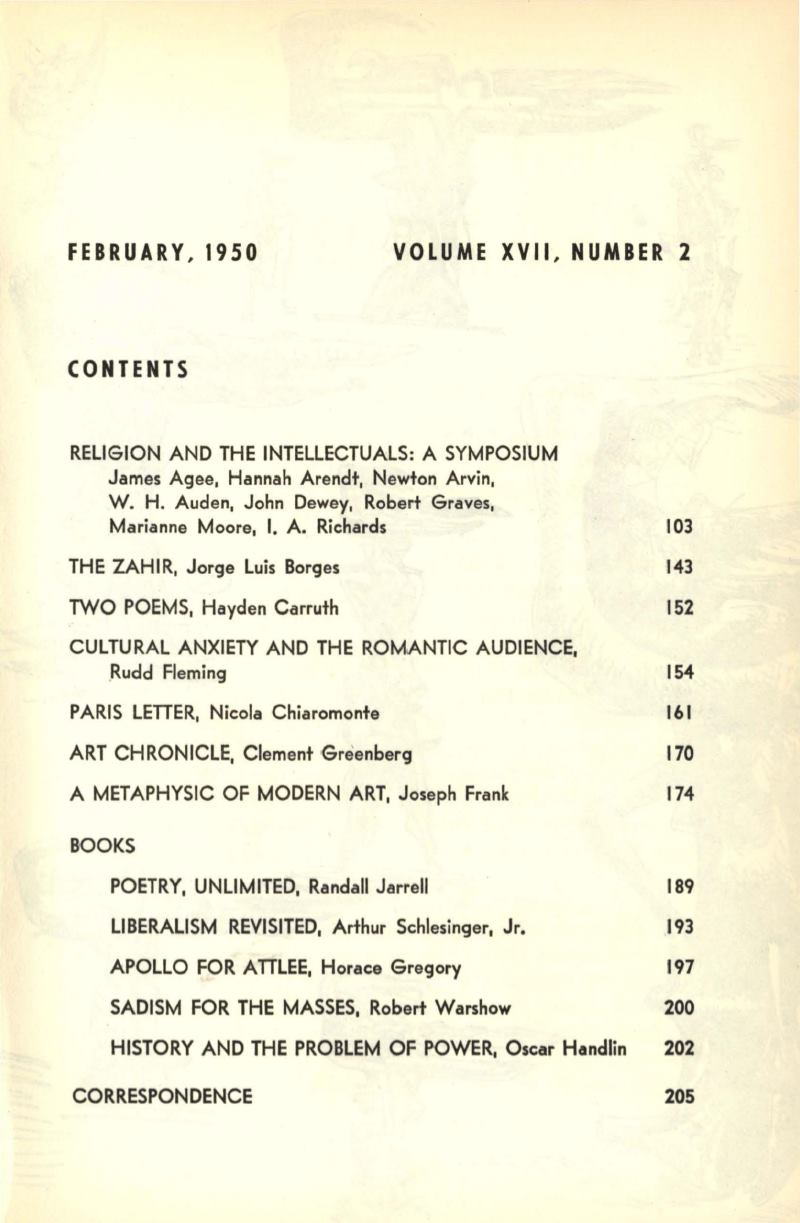 FEBRUARY, 1950 VOLUME XVII, NUMBER 2
CONTENTS
RELIGION AND THE INTELLECTUALS: A SYMPOSIUM
James Agee, Hannah Arendt, Newton Arvin,
W. H. Auden, John Dewey, Robert Graves,
Marianne Moore, I. A. Richards 103
THE ZAHIR, Jorge Luis Borges 143
TWO POEMS, Hayden Carruth 152
CULTURAL ANXIETY AND THE ROMANTIC AUDIENCE,
Rudd Fleming 154
PARIS LETTER, Nicola Chiaromonte 161
ART CHRONICLE, Clement Greenberg 170
A METAPHYSIC OF MODERN ART, Joseph Frank 174
BOOKS
POETRY, UNLIMITED, Randall Jarrell 189
LIBERALISM REVISITED, Arthur Schlesinger, Jr. 193
APOLLO FOR ATTLEE, Horace Gregory 197
SADISM FOR THE MASSES, Robert Warshow 200
HISTORY AND THE PROBLEM OF POWER, Oscar Handlin 202
CORRESPONDENCE 205